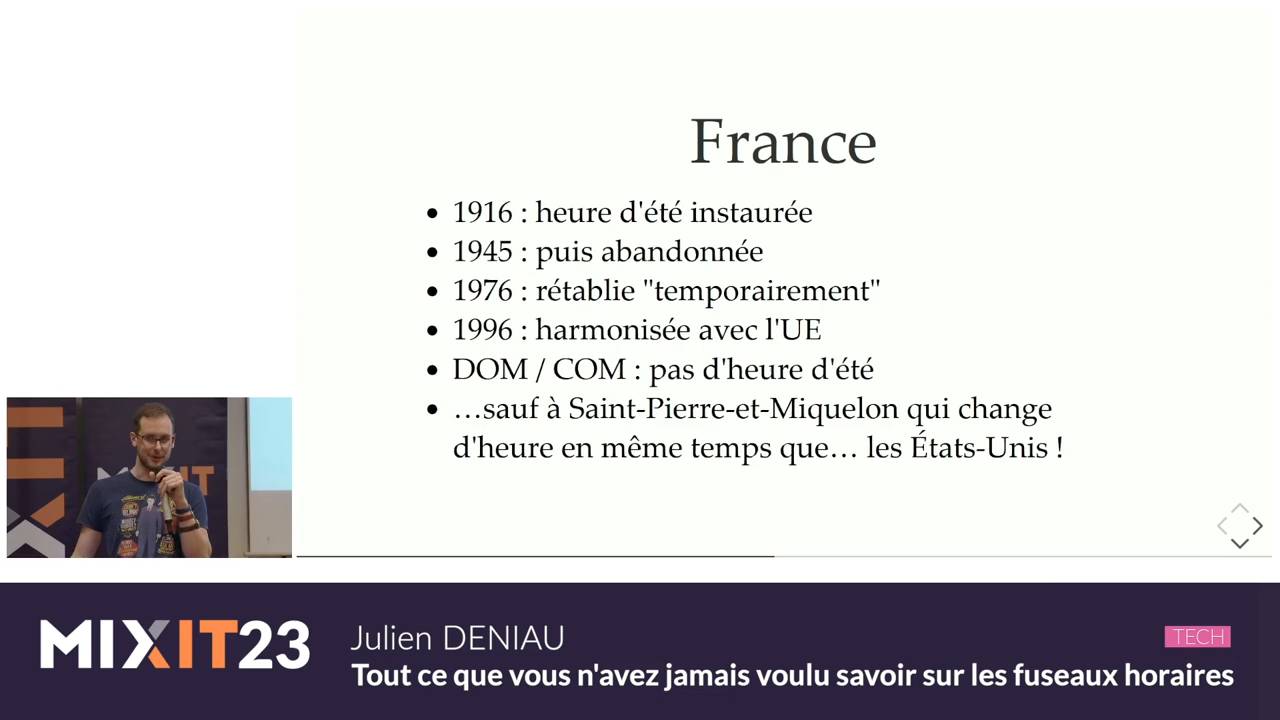 France
1916 : heure d'été instaurée
1945 : puis abandonnée
1976 : rétablie "temporairement"
1996 : harmonisée avec l'UE
DOM / COM : pas d'heure d'été
…sauf à Saint-Pierre-et-Miquelon qui change
d'heure en même temps que… les États-Unis !
MIXIT
MIXIT23
Julien DENIAU
TECH
Tout ce que vous n'avez jamais voulu savoir sur les fuseaux horaires